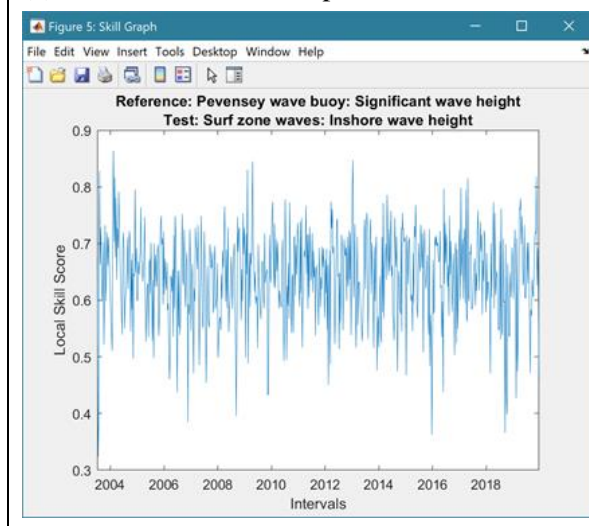 Figure 5: Skill Graph
File Edit View Insert Tools Desktop Window Help
Reference: Pevensey wave buoy: Significant wave height
Test: Surf zone waves: Inshore wave height
0.9
0.8
0.7
0.6
0.5
0.4
0.3
Local Skill Score
2004 2006 2008 2010 2012 2014 2016 2018
Intervals